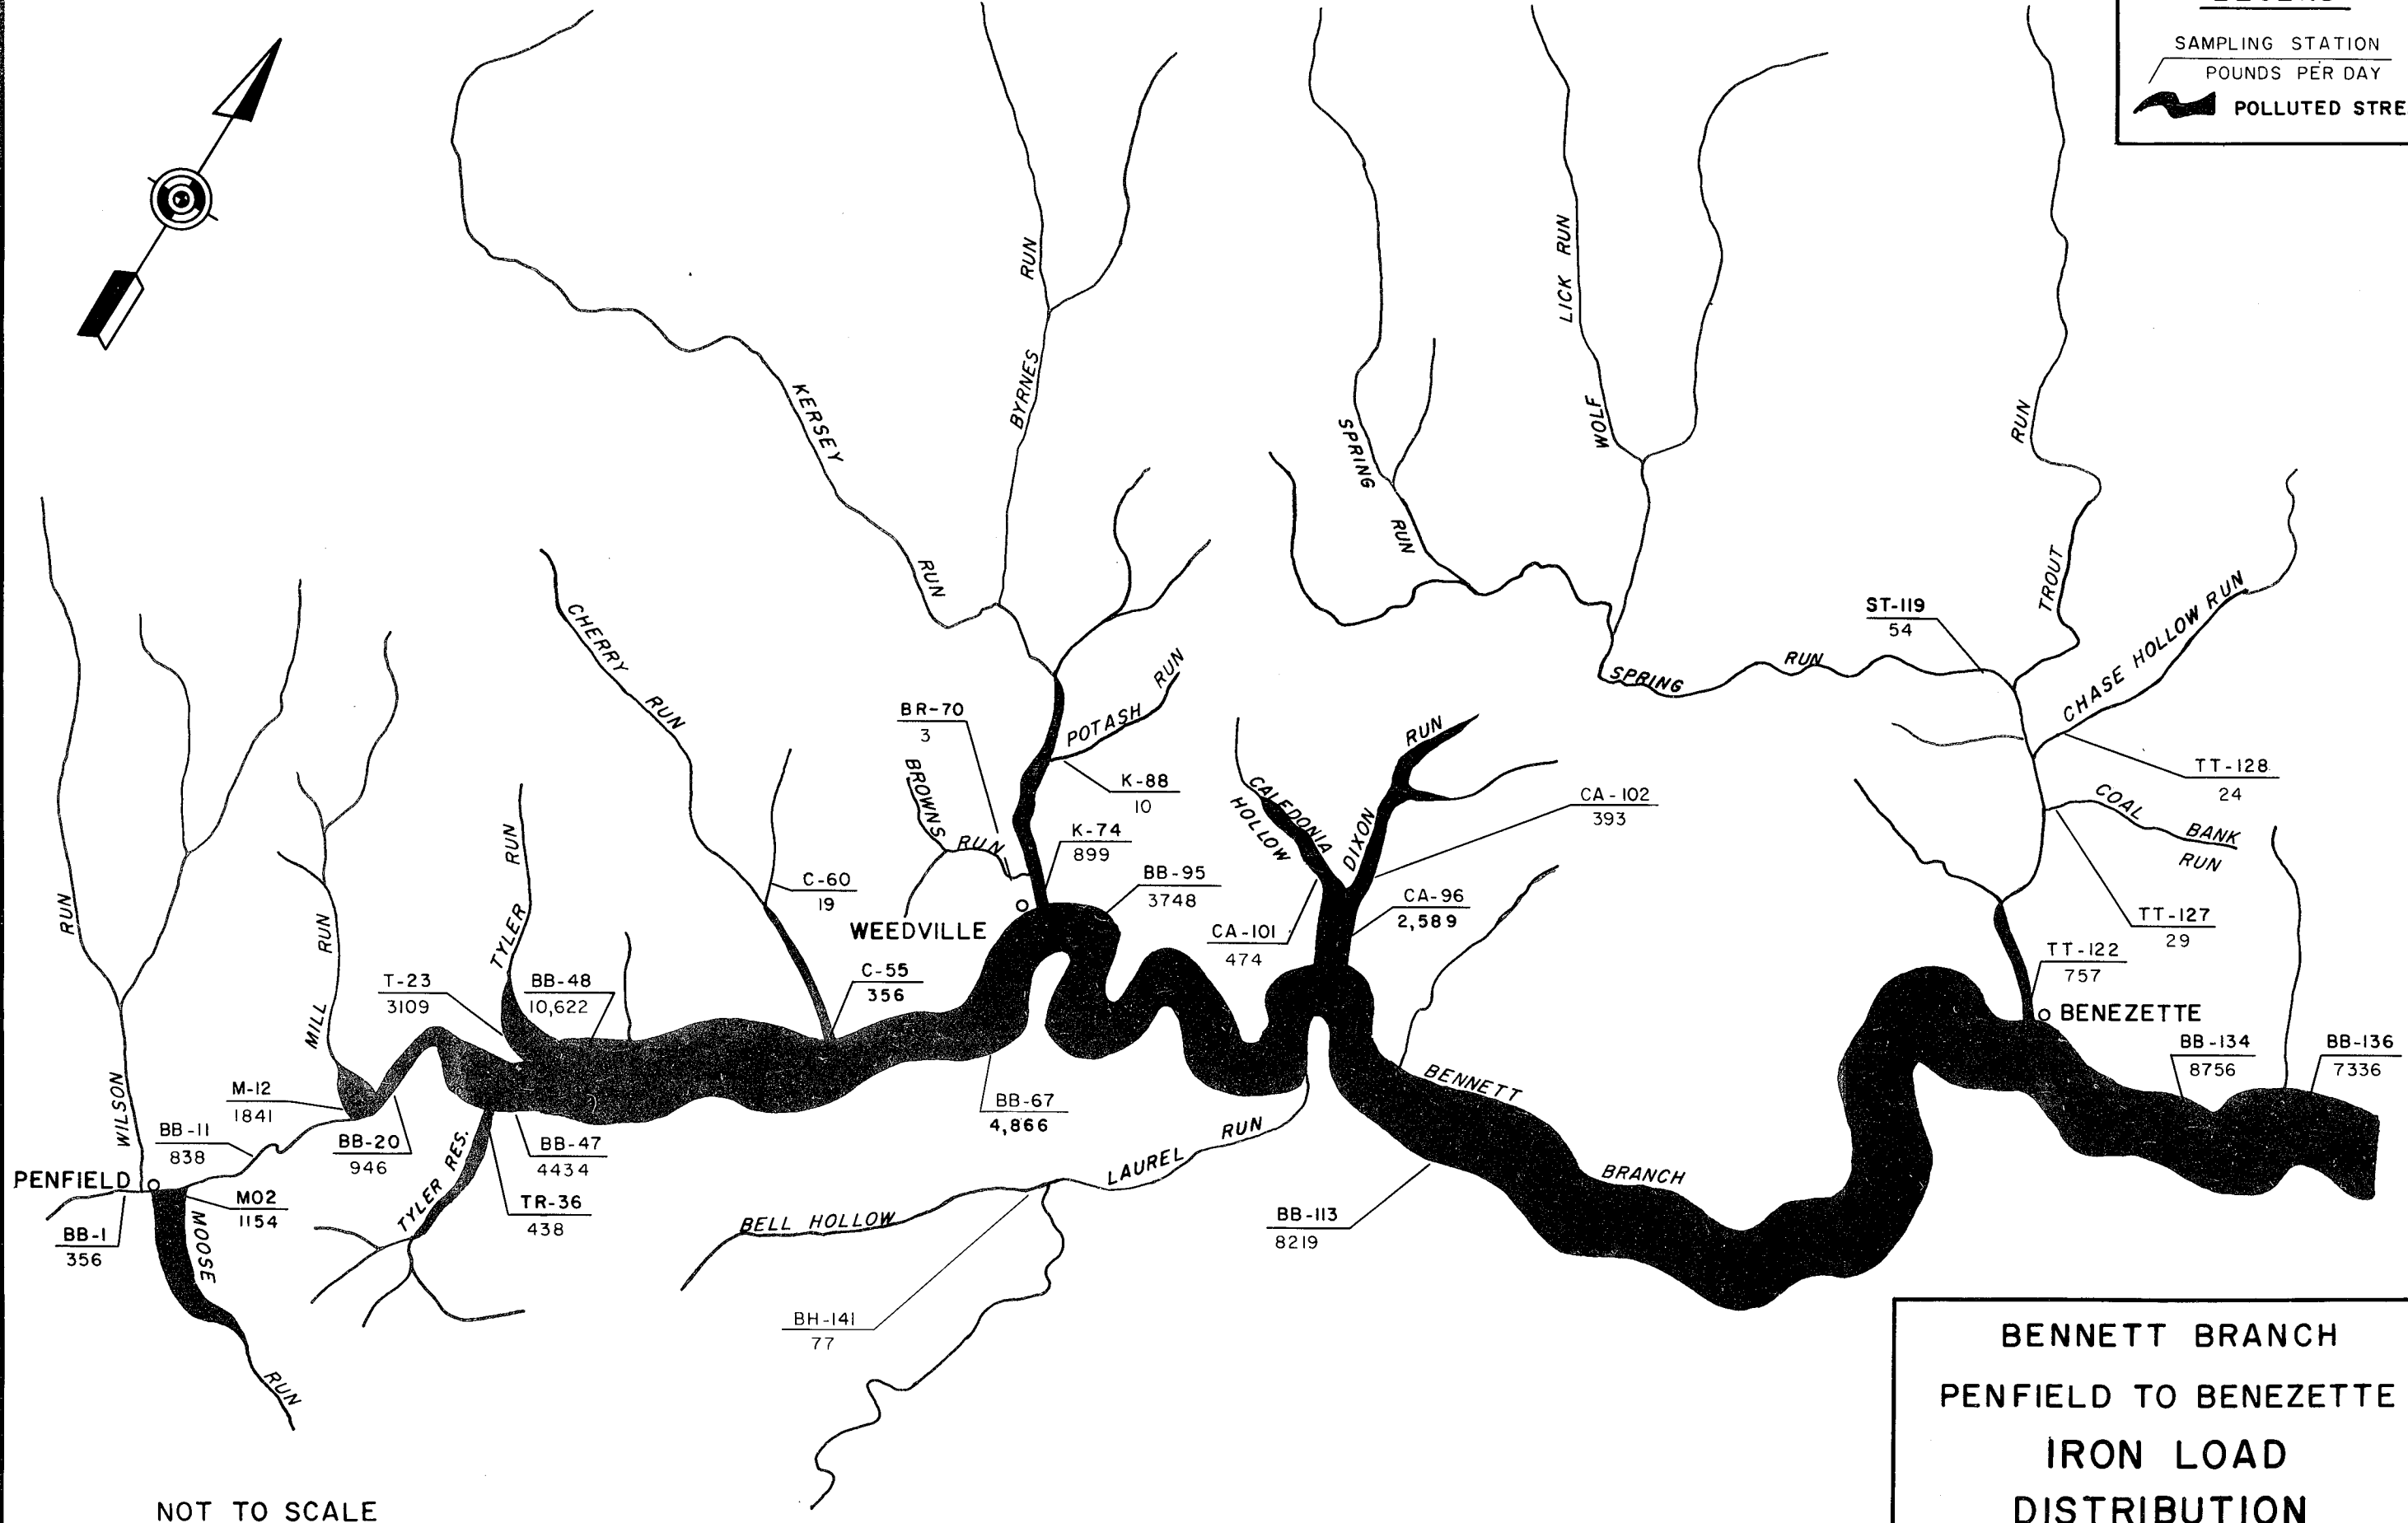 SAMPLING STATION
POUNDS PER DAY
POLLUTED STRE
RUN
BYRNES
KERSEY
RUN
LICK RUN
WOLF
SPRING
RUN
RUN
TROUT
CHASE HOLLOW RUN
ST-119
54
SPRING
RUN
CHERRY
RUN
POTASH
RUN
BR-70
3
BROWNS
RUN
K-88
10
K-74
899
BB-95
3748
CALEDONIA
HOLLOW
DIXON
RUN
CA-102
393
CA-96
2,589
CA-101
474
TT-128
24
COAL
BANK
RUN
TT-127
29
TT-122
757
BENEZETTE
BB-134
8756
BB-136
7336
C-60
19
WEEDVILLE
C-55
356
TYLER
RUN
T-23
3109
BB-48
10,622
RUN
MILL
RUN
WILSON
M-12
1841
BB-11
838
BB-20
946
BB-47
4434
TYLER RES.
TR-36
438
BB-67
4,866
PENFIELD
BB-1
356
M02
1154
MOOSE
RUN
LAUREL
RUN
BELL HOLLOW
BH-141
77
BENNETT
BRANCH
BB-113
8219
NOT TO SCALE
BENNETT BRANCH
PENFIELD TO BENEZETTE
IRON LOAD
DISTRIBUTION